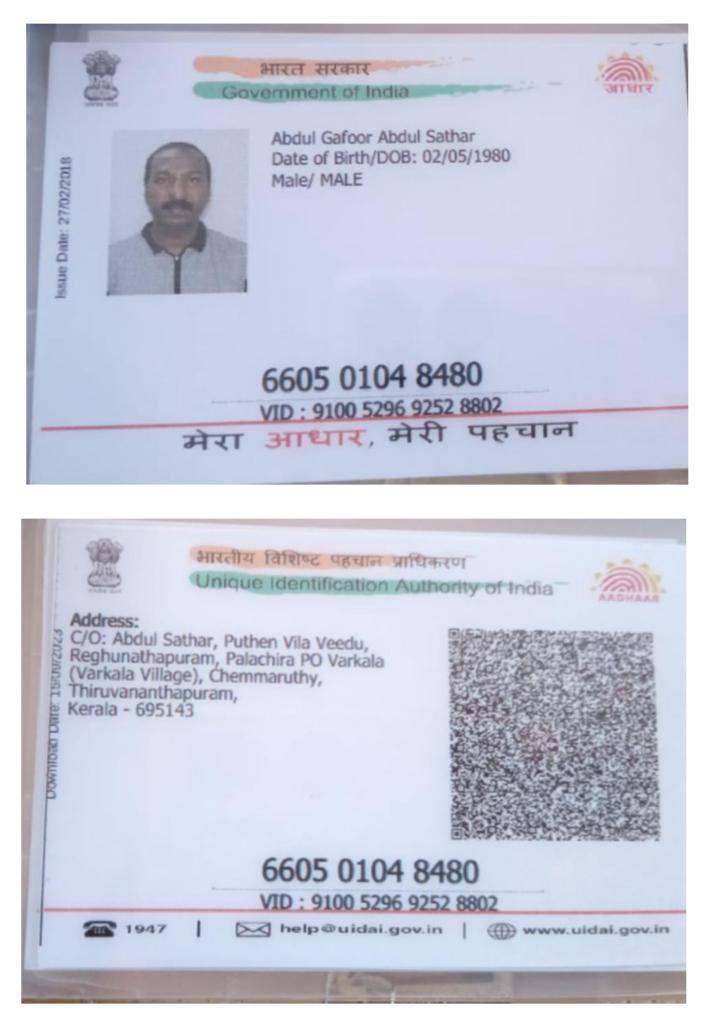 भारत सरकार
Government of India
आधार
Issue Date: 27/02/2018
Abdul Gafoor Abdul Sathar
Date of Birth/DOB: 02/05/1980
Male/ MALE
6605 0104 8480
VID : 9100 5296 9252 8802
मेरा आधार, मेरी पहचान
भारतीय विशिष्ट पहचान प्राधिकरण
Unique Identification Authority of India
AADHAAR
Address:
C/O: Abdul Sathar, Puthen Vila Veedu,
Reghunathapuram, Palachira PO Varkala
(Varkala Village), Chemmaruthy,
Thiruvananthapuram,
Kerala - 695143
Download Date:
6605 0104 8480
VID : 9100 5296 9252 8802
1947 | help@uidai.gov.in | www.uidai.gov.in